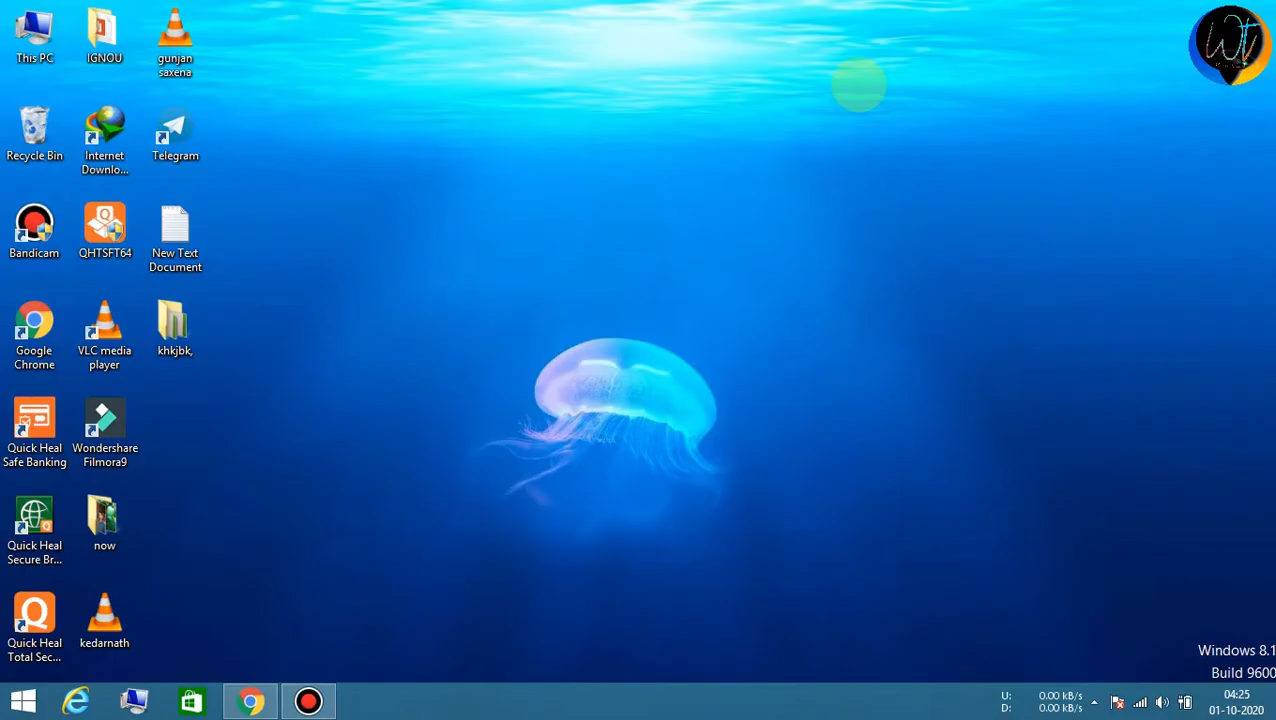 This PC
IGNOU
gunjan
saxena
Recycle Bin
Internet
Downlo...
Telegram
Bandicam
QHTSFT64
New Text
Document
Google
Chrome
VLC media
player
khkjbk,
Quick Heal
Safe Banking
Wondershare
Filmora9
Quick Heal
Secure Br...
now
Quick Heal
Total Sec...
kedarnath
Windows 8.1
Build 9600
U: 0.00 kB/s
D: 0.00 kB/s
04:25
01-10-2020